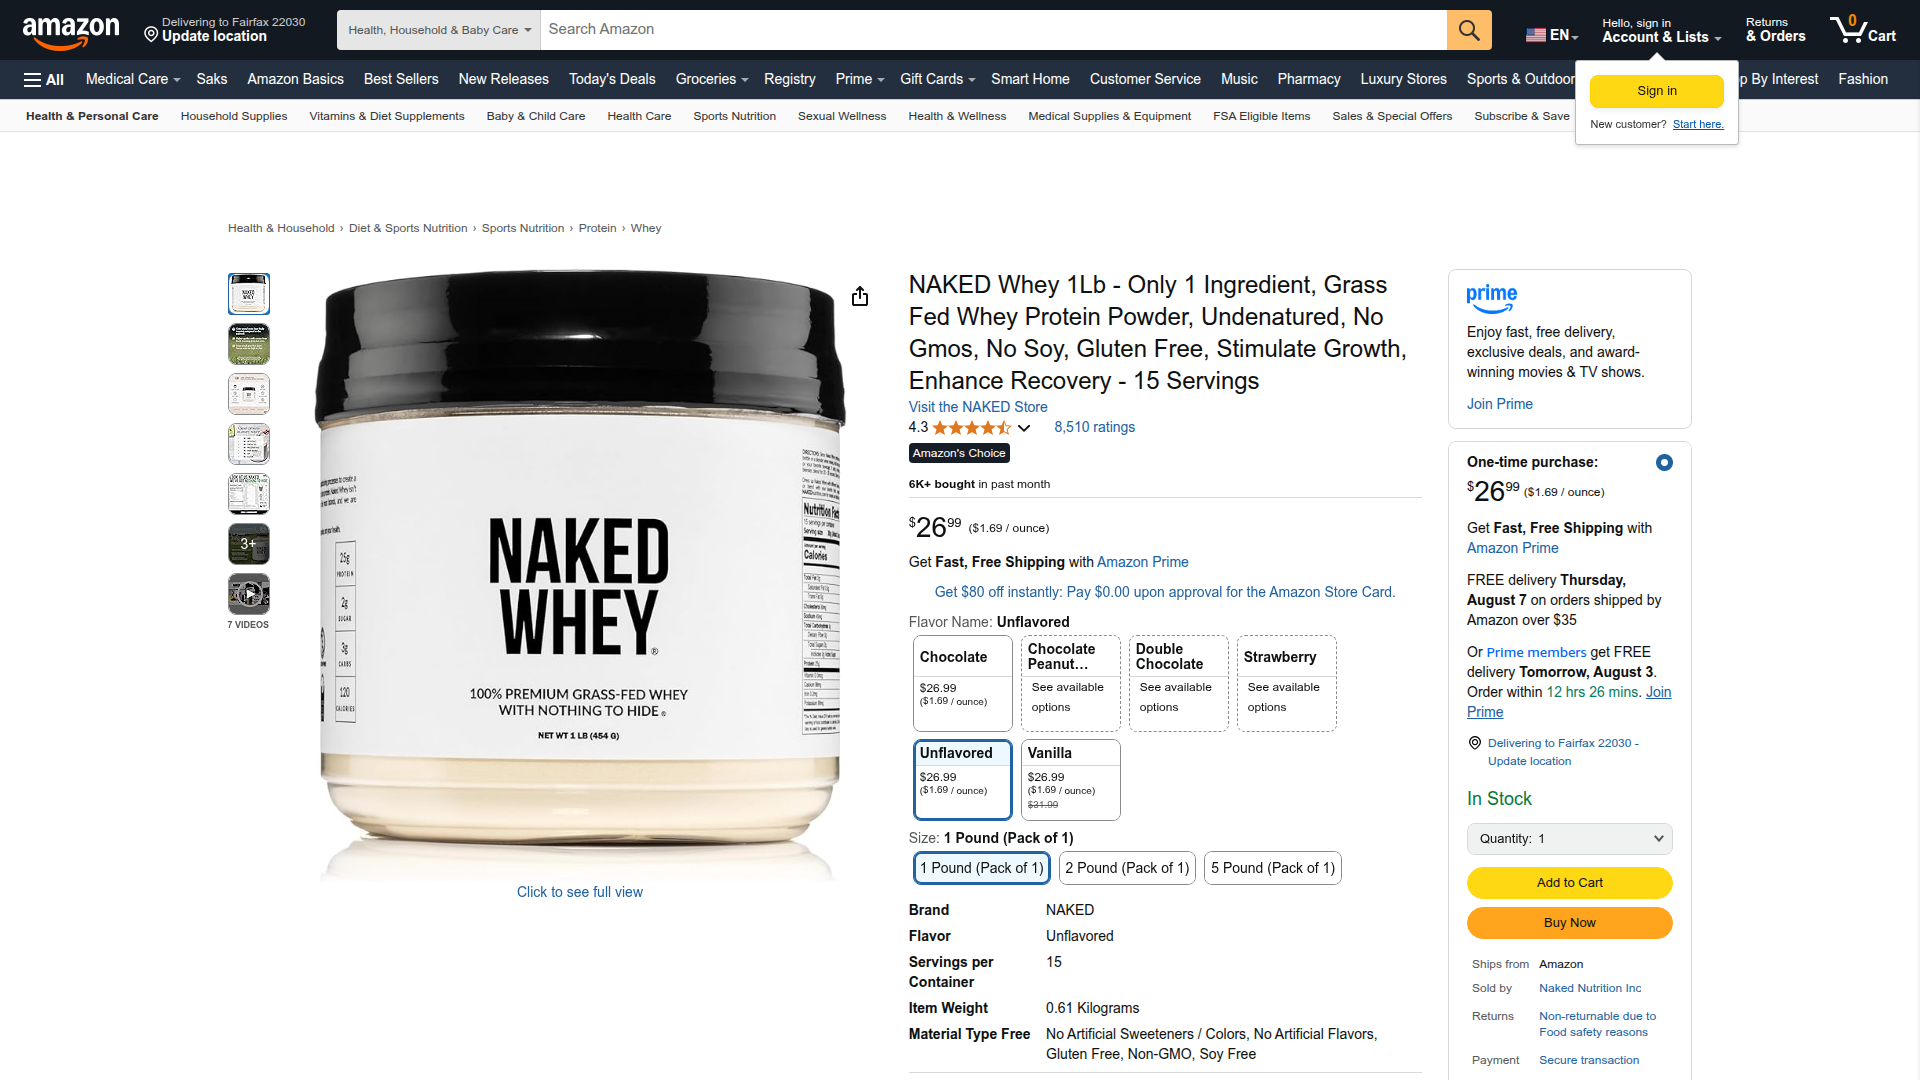 amazon
Delivering to Fairfax 22030
Update location
Health, Household & Baby Care
Search Amazon
EN
Hello, sign in
Account & Lists
Returns
& Orders
0
Cart
All
Medical Care
Saks
Amazon Basics
Best Sellers
New Releases
Today's Deals
Groceries
Registry
Prime
Gift Cards
Smart Home
Customer Service
Music
Pharmacy
Luxury Stores
Sports & Outdoor
p By Interest
Fashion
Sign in
New customer? Start here.
Health & Personal Care
Household Supplies
Vitamins & Diet Supplements
Baby & Child Care
Health Care
Sports Nutrition
Sexual Wellness
Health & Wellness
Medical Supplies & Equipment
FSA Eligible Items
Sales & Special Offers
Subscribe & Save
Health & Household › Diet & Sports Nutrition › Sports Nutrition › Protein › Whey
3+
7 VIDEOS
NAKED
WHEY®
100% PREMIUM GRASS-FED WHEY
WITH NOTHING TO HIDE®
NET WT 1 LB (454 G)
25g
PROTEIN
2g
SUGAR
3g
CARBS
120
CALORIES
Nutrition Fa
Calories
Click to see full view
NAKED Whey 1Lb - Only 1 Ingredient, Grass
Fed Whey Protein Powder, Undenatured, No
Gmos, No Soy, Gluten Free, Stimulate Growth,
Enhance Recovery - 15 Servings
Visit the NAKED Store
4.3
8,510 ratings
Amazon's Choice
6K+ bought in past month
$26.99 ($1.69 / ounce)
Get Fast, Free Shipping with Amazon Prime
Get $80 off instantly: Pay $0.00 upon approval for the Amazon Store Card.
Flavor Name: Unflavored
Chocolate
$26.99
($1.69 / ounce)
Chocolate
Peanut…
See available
options
Double
Chocolate
See available
options
Strawberry
See available
options
Unflavored
$26.99
($1.69 / ounce)
Vanilla
$26.99
($1.69 / ounce)
$31.99
Size: 1 Pound (Pack of 1)
1 Pound (Pack of 1)
2 Pound (Pack of 1)
5 Pound (Pack of 1)
Brand NAKED
Flavor Unflavored
Servings per 15
Container
Item Weight 0.61 Kilograms
Material Type Free No Artificial Sweeteners / Colors, No Artificial Flavors,
Gluten Free, Non-GMO, Soy Free
prime
Enjoy fast, free delivery,
exclusive deals, and award-
winning movies & TV shows.
Join Prime
One-time purchase:
$26.99 ($1.69 / ounce)
Get Fast, Free Shipping with
Amazon Prime
FREE delivery Thursday,
August 7 on orders shipped by
Amazon over $35
Or Prime members get FREE
delivery Tomorrow, August 3.
Order within 12 hrs 26 mins. Join
Prime
Delivering to Fairfax 22030 -
Update location
In Stock
Quantity: 1
Add to Cart
Buy Now
Ships from Amazon
Sold by Naked Nutrition Inc
Returns Non-returnable due to
Food safety reasons
Payment Secure transaction